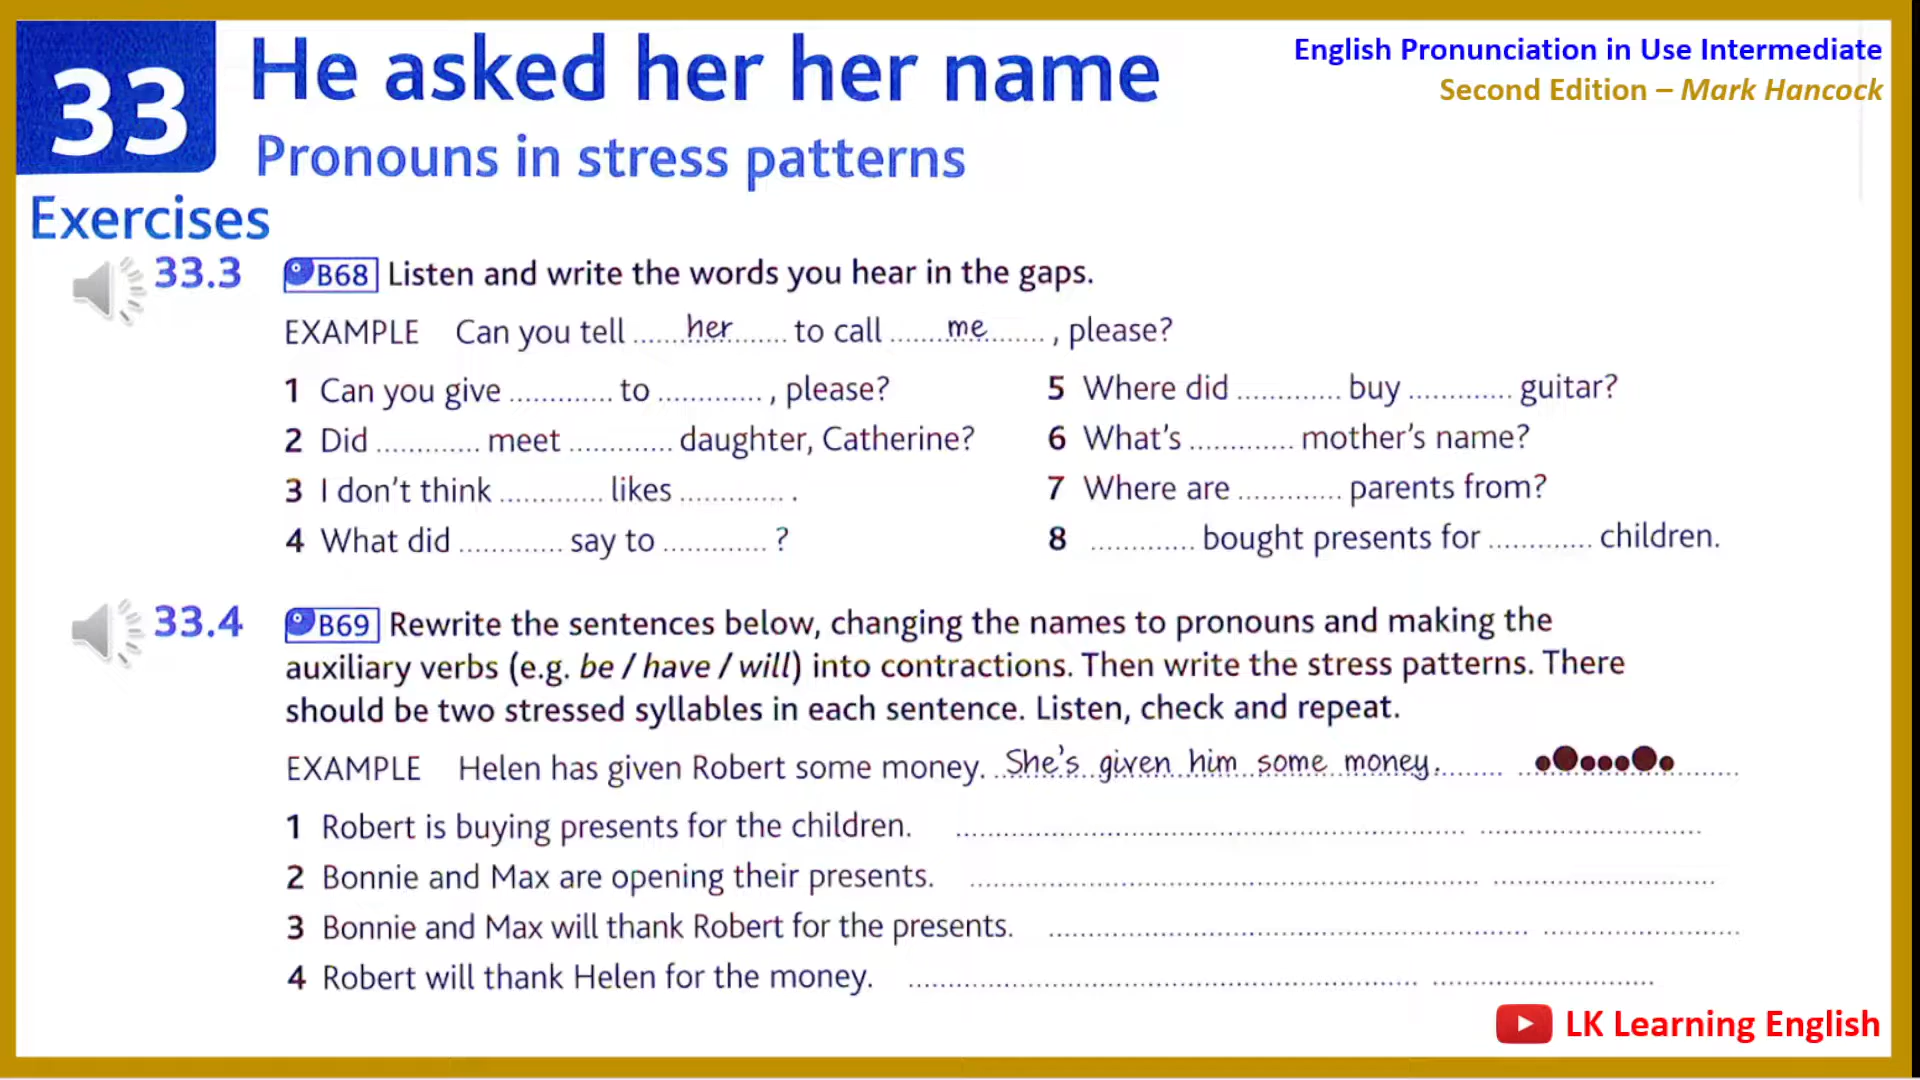 33
He asked her her name
Pronouns in stress patterns
English Pronunciation in Use Intermediate
Second Edition – Mark Hancock
Exercises
33.3 B68 Listen and write the words you hear in the gaps.
EXAMPLE Can you tell ......her...... to call ......me...... , please?
1 Can you give ............ to ............ , please?
2 Did ............ meet ............ daughter, Catherine?
3 I don't think ............ likes ............ .
4 What did ............ say to ............ ?
5 Where did ............ buy ............ guitar?
6 What's ............ mother's name?
7 Where are ............ parents from?
8 ............ bought presents for ............ children.
33.4 B69 Rewrite the sentences below, changing the names to pronouns and making the
auxiliary verbs (e.g. be / have / will) into contractions. Then write the stress patterns. There
should be two stressed syllables in each sentence. Listen, check and repeat.
EXAMPLE Helen has given Robert some money. She's given him some money.
1 Robert is buying presents for the children.
2 Bonnie and Max are opening their presents.
3 Bonnie and Max will thank Robert for the presents.
4 Robert will thank Helen for the money.
LK Learning English